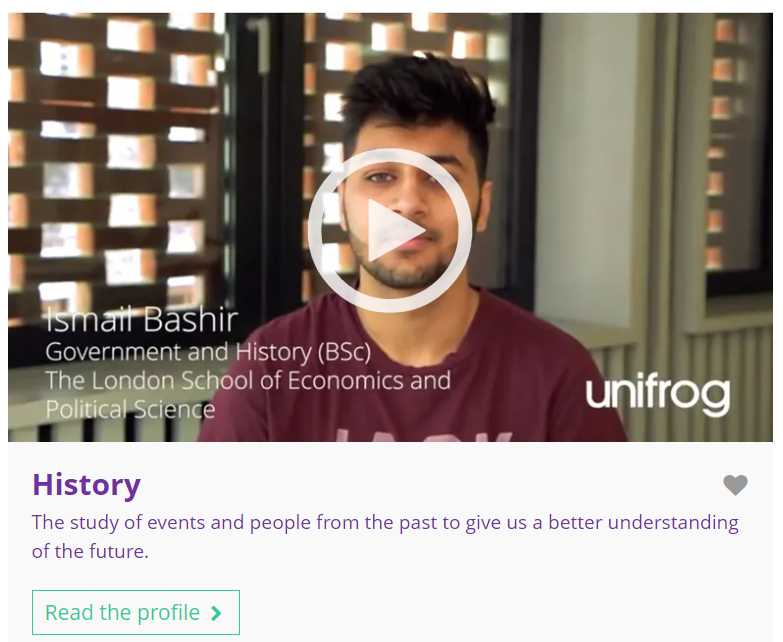 Ismail Bashir
Government and History (BSc)
The London School of Economics and
Political Science
unifrog
JACK
History
The study of events and people from the past to give us a better understanding
of the future.
Read the profile